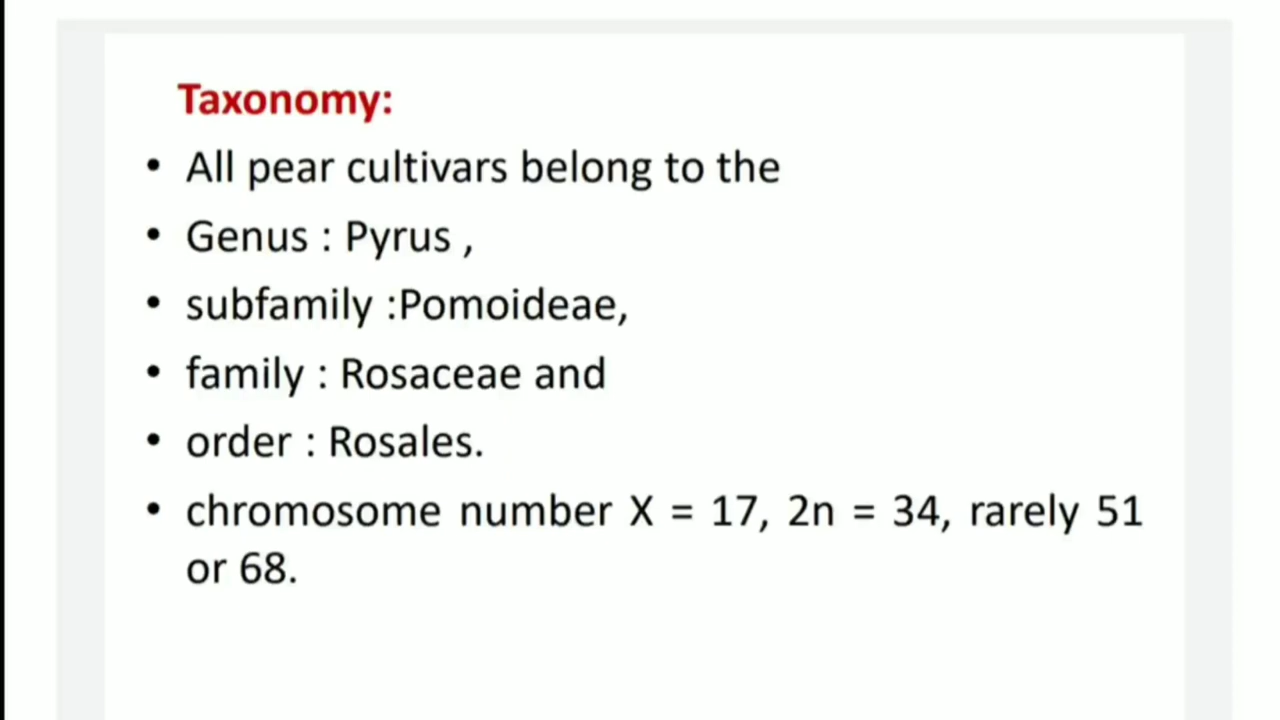 Taxonomy:
• All pear cultivars belong to the
• Genus : Pyrus ,
• subfamily :Pomoideae,
• family : Rosaceae and
• order : Rosales.
• chromosome number X = 17, 2n = 34, rarely 51
or 68.